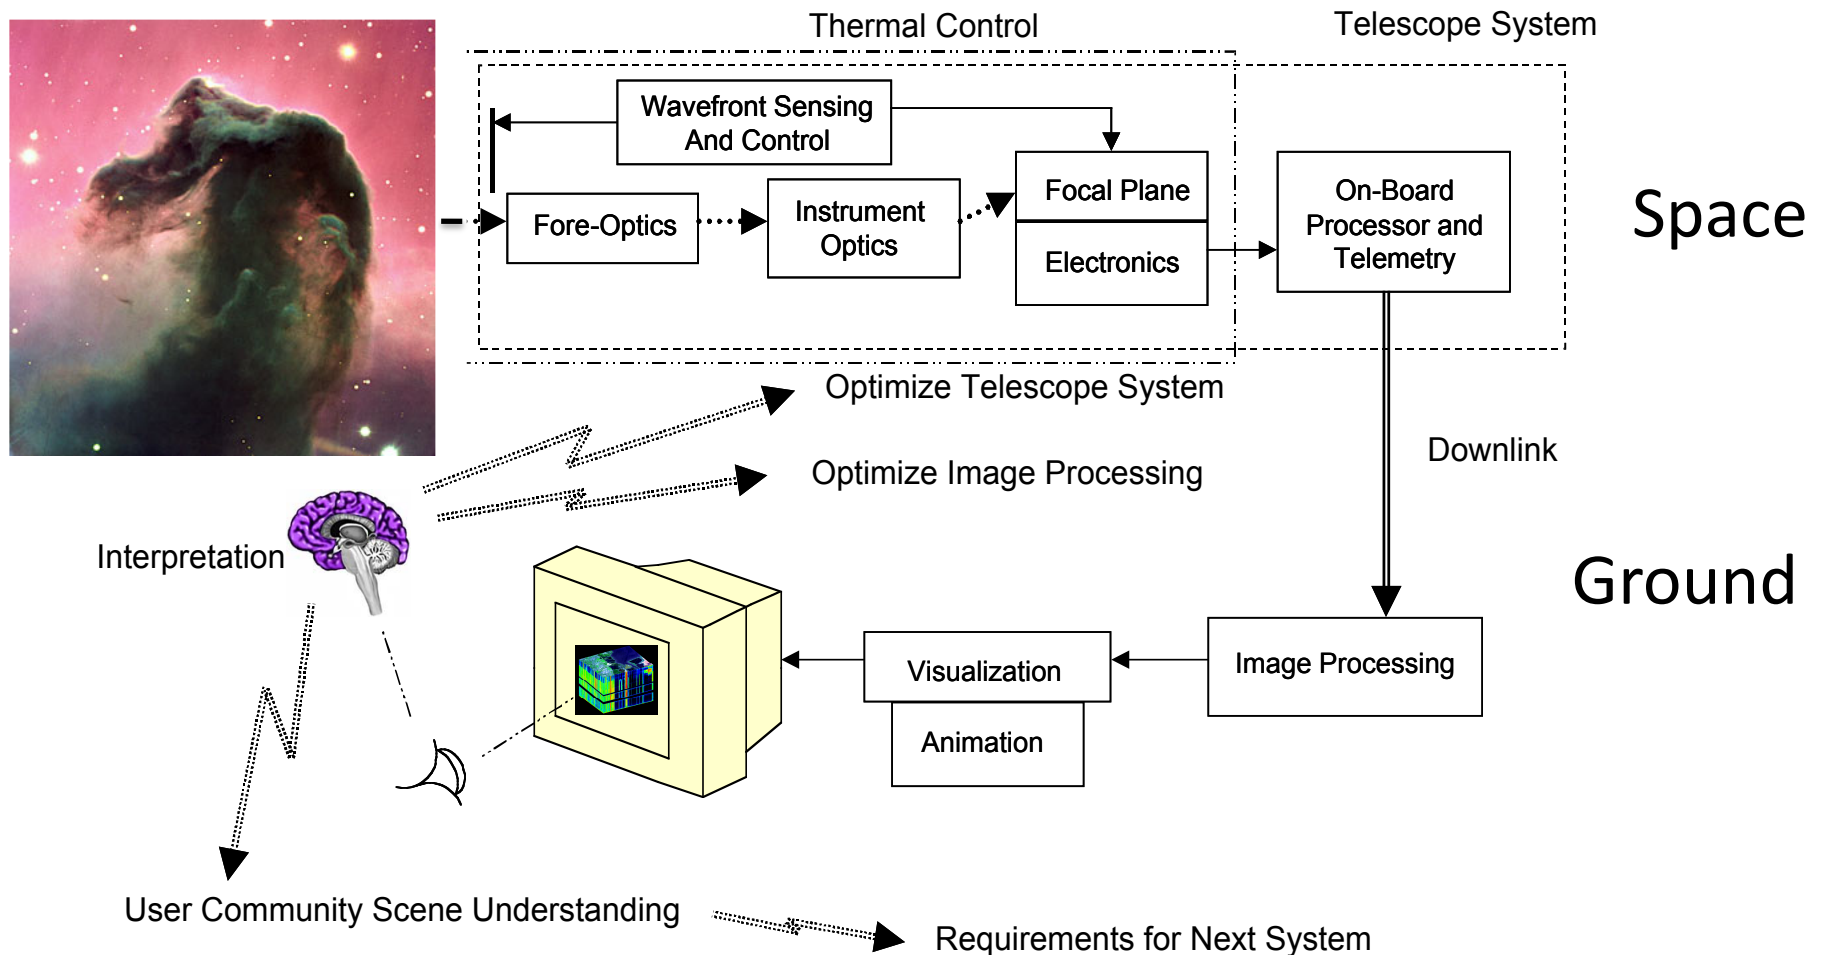 Thermal Control
Telescope System
Wavefront Sensing
And Control
Focal Plane
Electronics
On-Board
Processor and
Telemetry
Space
Fore-Optics
Instrument
Optics
Optimize Telescope System
Downlink
Optimize Image Processing
Interpretation
Ground
Image Processing
Visualization
Animation
User Community Scene Understanding
Requirements for Next System